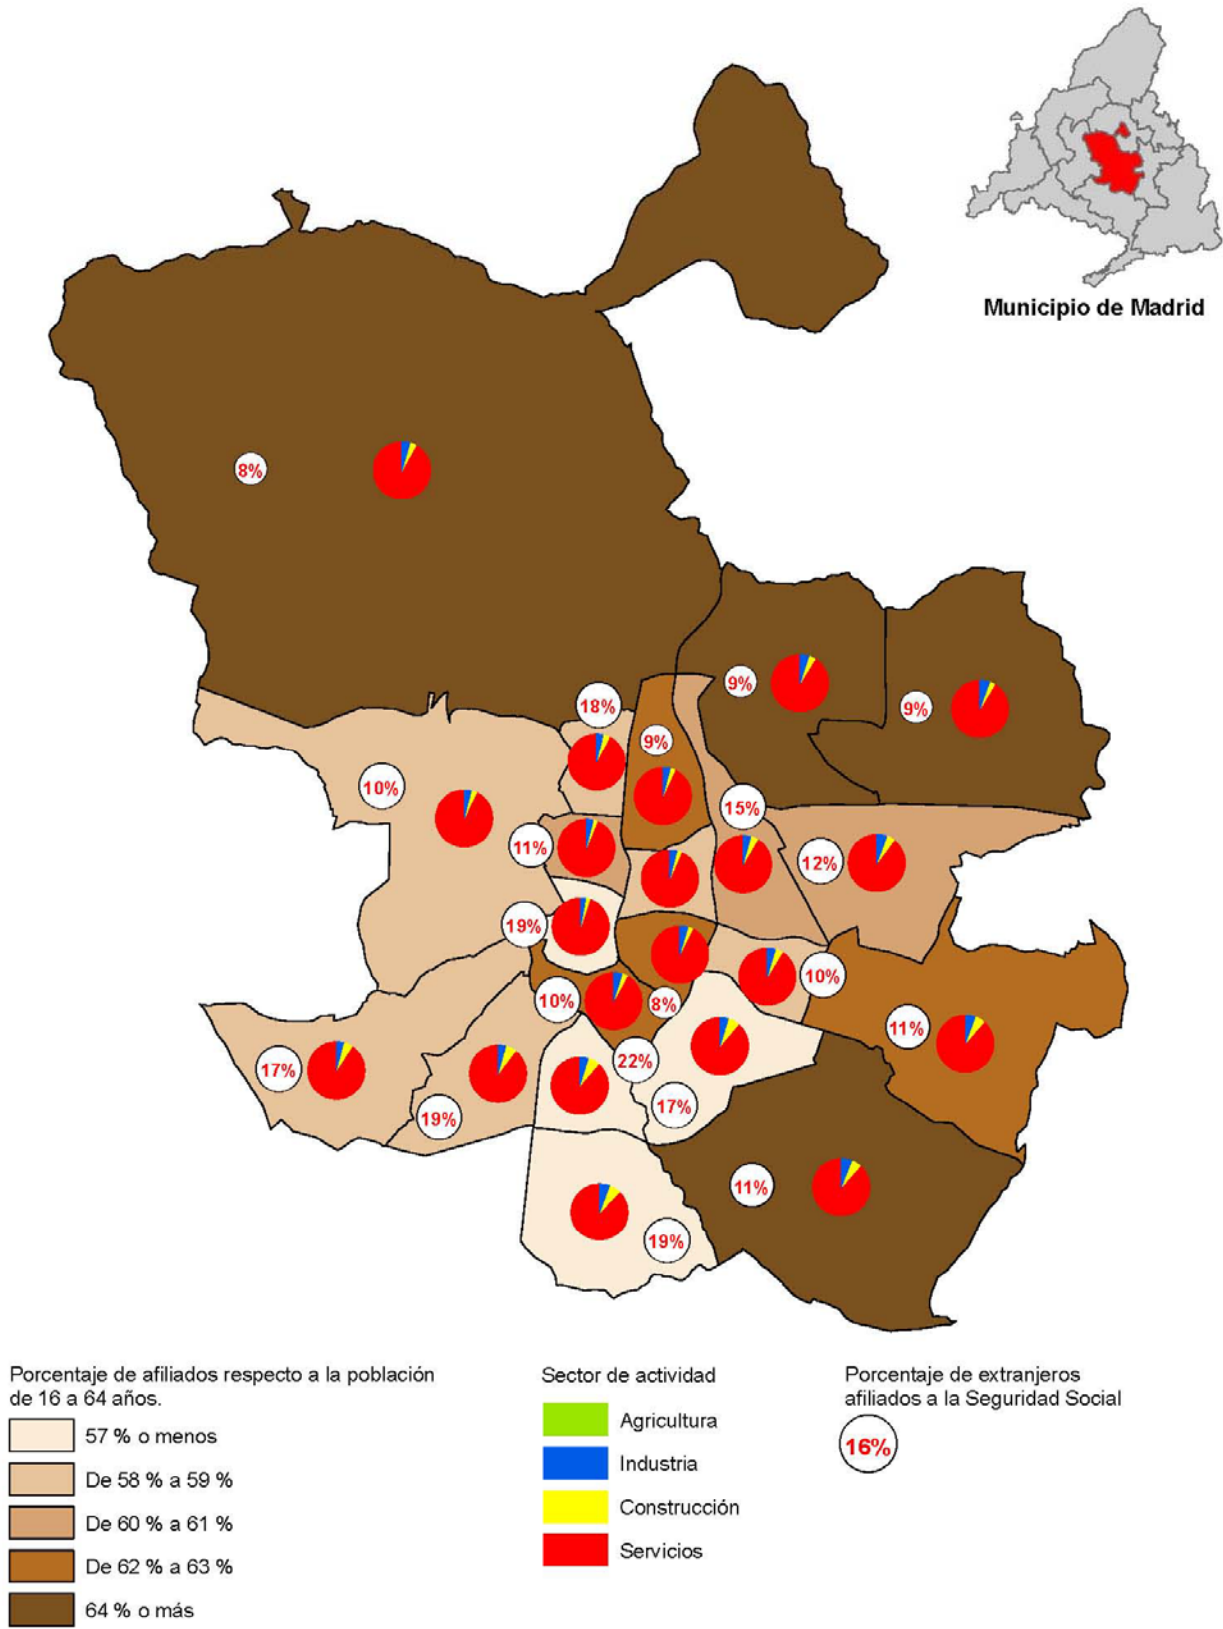 Municipio de Madrid
8%
9%
9%
18%
9%
10%
15%
11%
12%
19%
10%
10%
8%
11%
17%
22%
19%
17%
11%
19%
Porcentaje de afiliados respecto a la población
de 16 a 64 años.
57 % o menos
De 58 % a 59 %
De 60 % a 61 %
De 62 % a 63 %
64 % o más
Sector de actividad
Agricultura
Industria
Construcción
Servicios
Porcentaje de extranjeros
afiliados a la Seguridad Social
16%